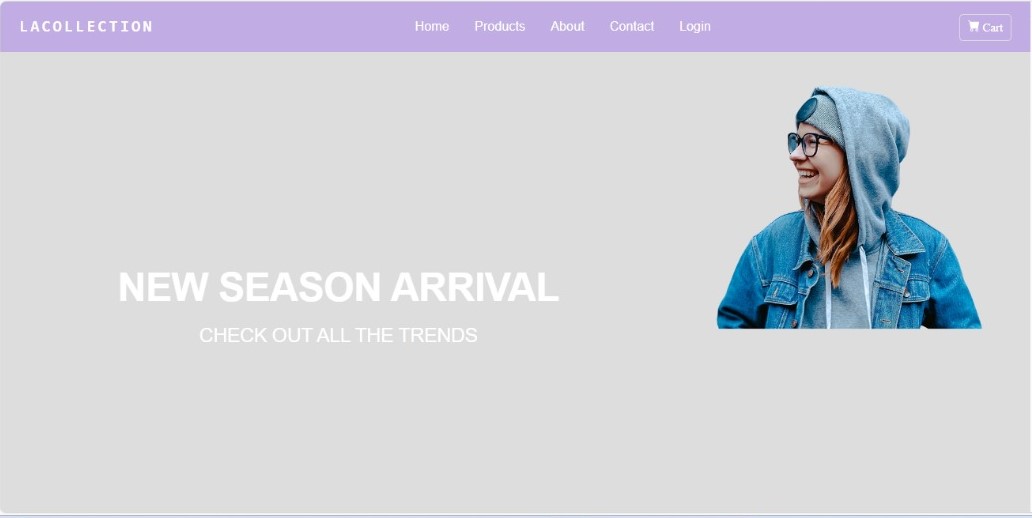 LACOLLECTION
Home Products About Contact Login
Cart
NEW SEASON ARRIVAL
CHECK OUT ALL THE TRENDS